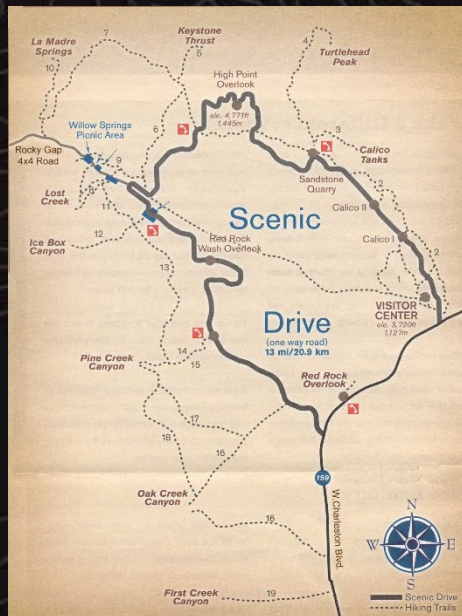 La Madre
Springs
7
Keystone
Thrust
5
4
Turtlehead
Peak
10
High Point
Overlook
ele. 4,771ft
1,445m
Willow Springs
Picnic Area
6
3
Rocky Gap
4x4 Road
9
Calico
Tanks
Sandstone
Quarry
2
8
Lost
Creek
11
Calico II
Scenic
Ice Box
Canyon
12
Red Rock
Wash Overlook
Calico I
2
13
1
VISITOR
CENTER
ele. 3,720ft
1,127m
Drive
(one way road)
13 mi/20.9 km
Pine Creek
Canyon
14
15
Red Rock
Overlook
17
18
16
159
Oak Creek
Canyon
16
W Charleston Blvd.
N
W
E
S
First Creek
Canyon
19
Scenic Drive
Hiking Trails